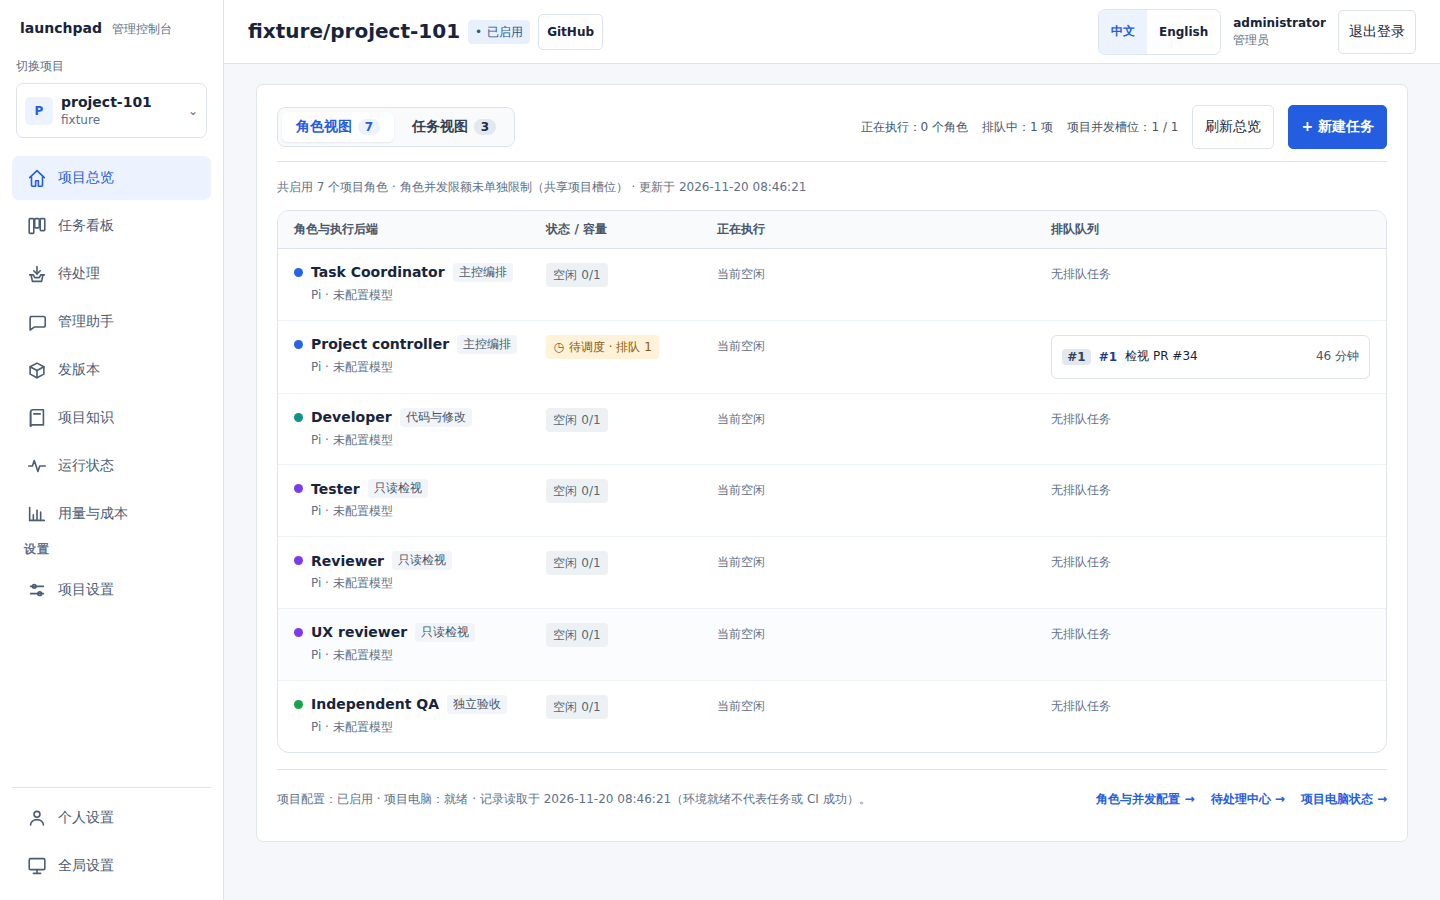 launchpad 管理控制台
切换项目
P project-101
fixture
项目总览
任务看板
待处理
管理助手
发版本
项目知识
运行状态
用量与成本
设置
项目设置
个人设置
全局设置
fixture/project-101 • 已启用 GitHub
中文 English
administrator
管理员
退出登录
角色视图 7 任务视图 3
正在执行：0 个角色 排队中：1 项 项目并发槽位：1 / 1 刷新总览 + 新建任务
共启用 7 个项目角色 · 角色并发限额未单独限制（共享项目槽位） · 更新于 2026-11-20 08:46:21
角色与执行后端 状态 / 容量 正在执行 排队队列
Task Coordinator 主控编排 空闲 0/1 当前空闲 无排队任务
Pi · 未配置模型
Project controller 主控编排 待调度 · 排队 1 当前空闲 #1 #1 检视 PR #34 46 分钟
Pi · 未配置模型
Developer 代码与修改 空闲 0/1 当前空闲 无排队任务
Pi · 未配置模型
Tester 只读检视 空闲 0/1 当前空闲 无排队任务
Pi · 未配置模型
Reviewer 只读检视 空闲 0/1 当前空闲 无排队任务
Pi · 未配置模型
UX reviewer 只读检视 空闲 0/1 当前空闲 无排队任务
Pi · 未配置模型
Independent QA 独立验收 空闲 0/1 当前空闲 无排队任务
Pi · 未配置模型
项目配置：已启用 · 项目电脑：就绪 · 记录读取于 2026-11-20 08:46:21（环境就绪不代表任务或 CI 成功）。
角色与并发配置 → 待处理中心 → 项目电脑状态 →